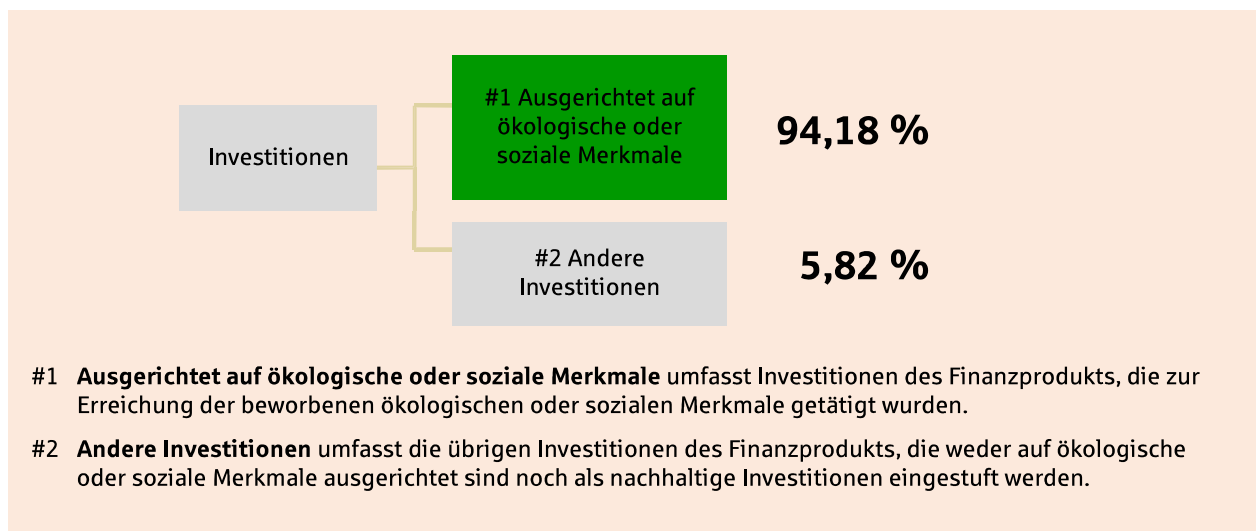 #1 Ausgerichtet auf
ökologische oder
soziale Merkmale
94,18 %
Investitionen
#2 Andere
Investitionen
5,82 %
#1 Ausgerichtet auf ökologische oder soziale Merkmale umfasst Investitionen des Finanzprodukts, die zur
Erreichung der beworbenen ökologischen oder sozialen Merkmale getätigt wurden.
#2 Andere Investitionen umfasst die übrigen Investitionen des Finanzprodukts, die weder auf ökologische
oder soziale Merkmale ausgerichtet sind noch als nachhaltige Investitionen eingestuft werden.